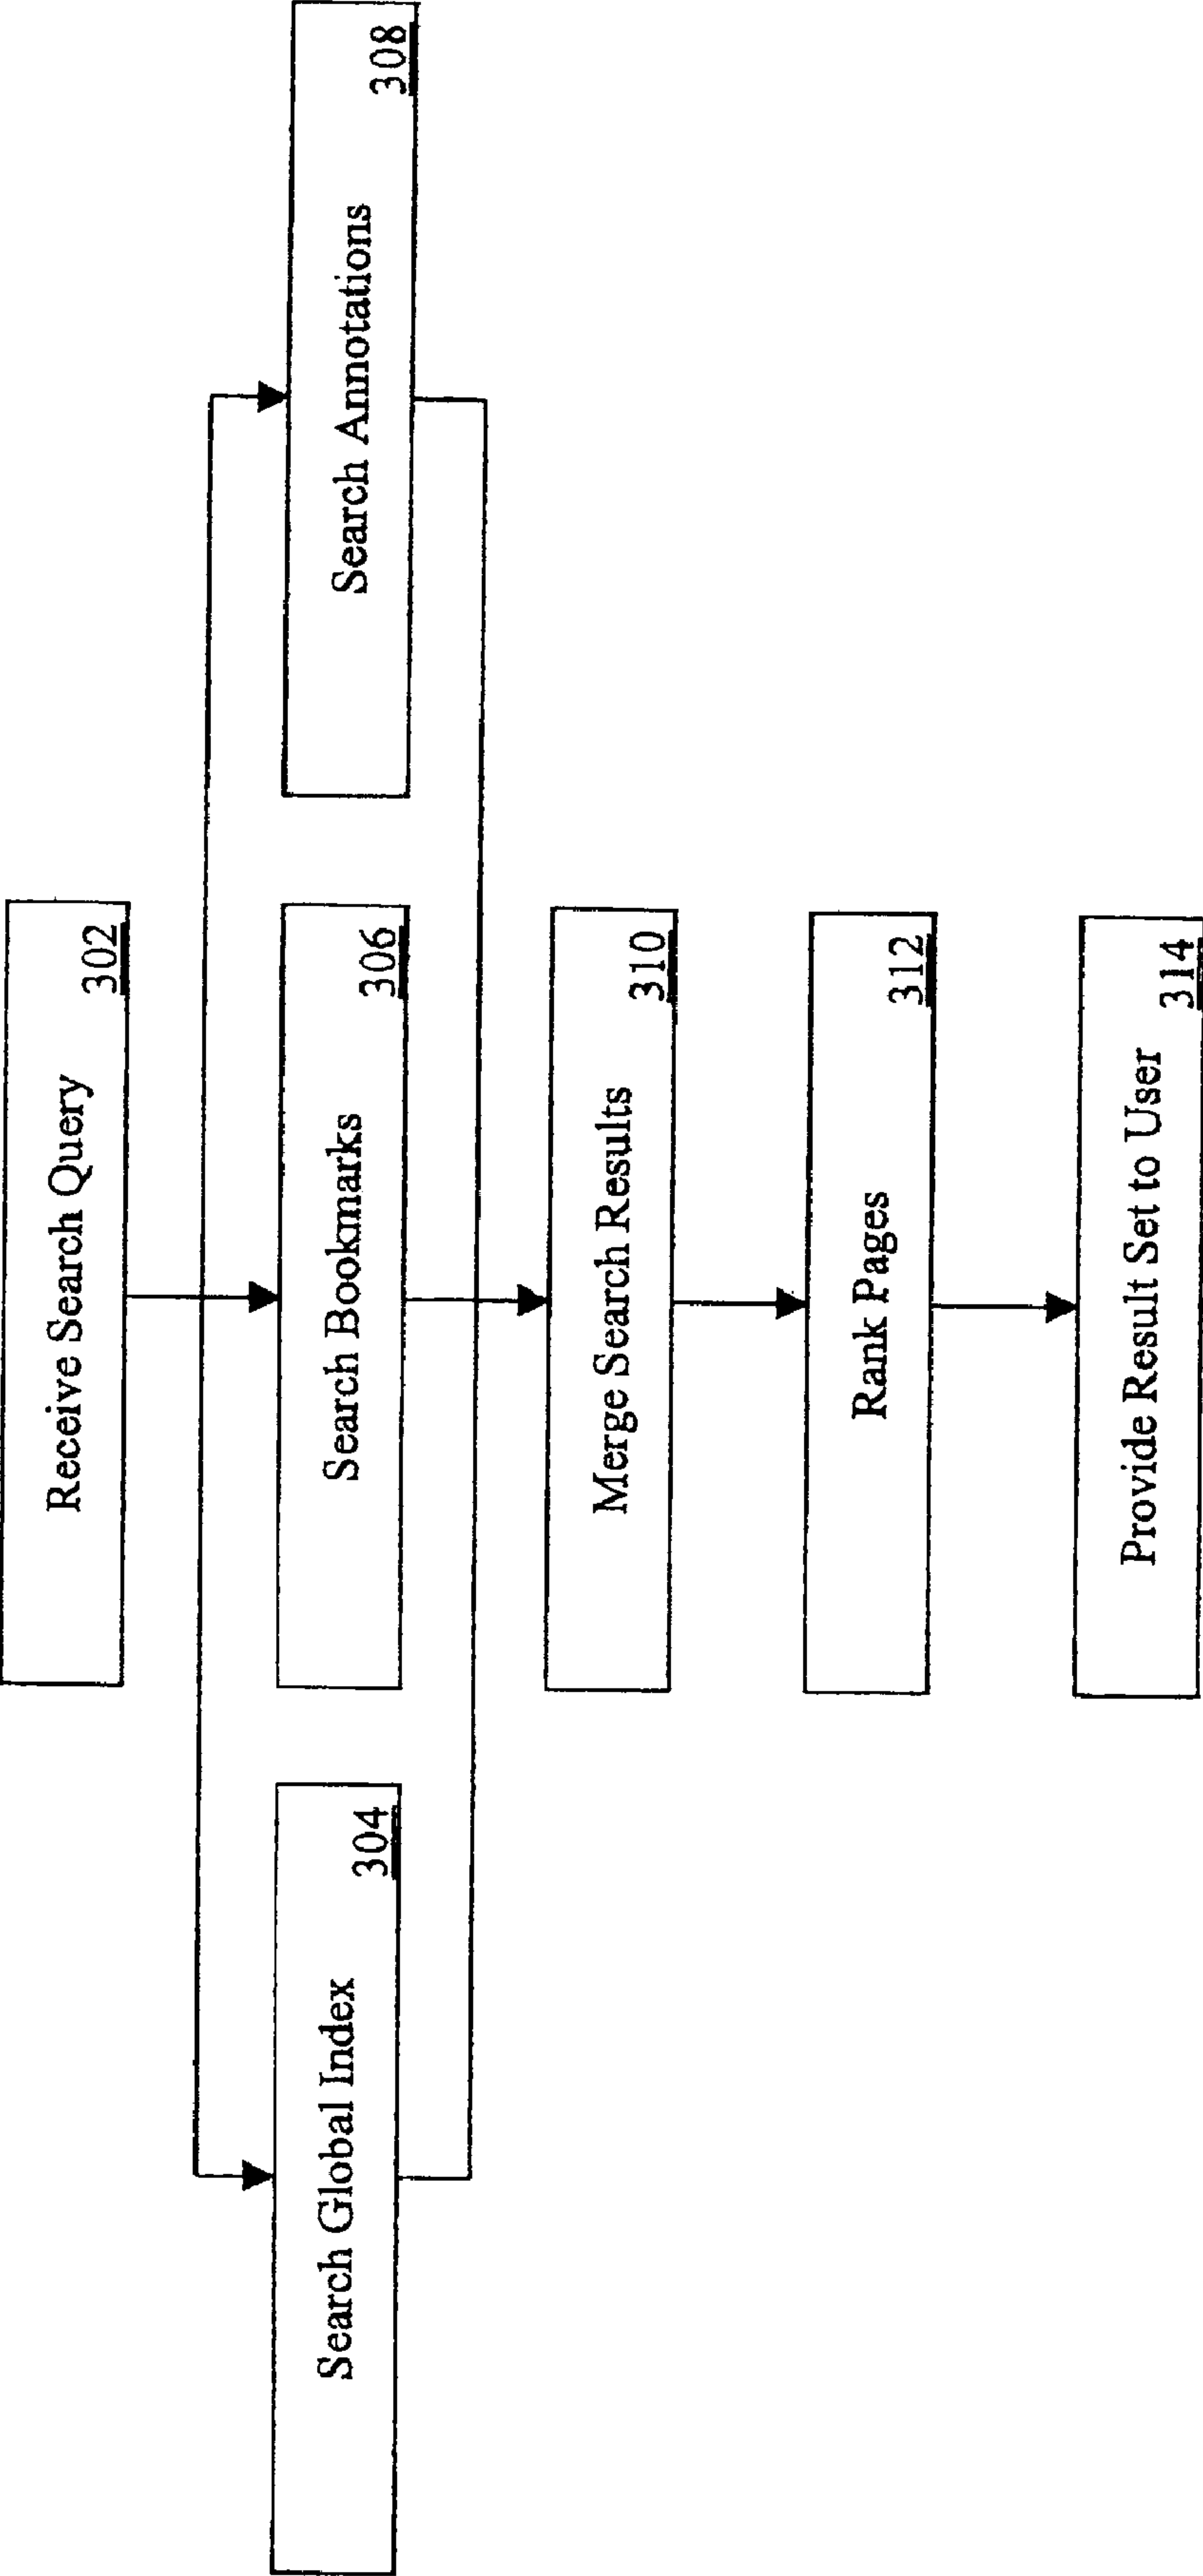 Receive Search Query
302
Search Global Index
304
Search Bookmarks
306
Search Annotations
308
Merge Search Results
310
Rank Pages
312
Provide Result Set to User
314